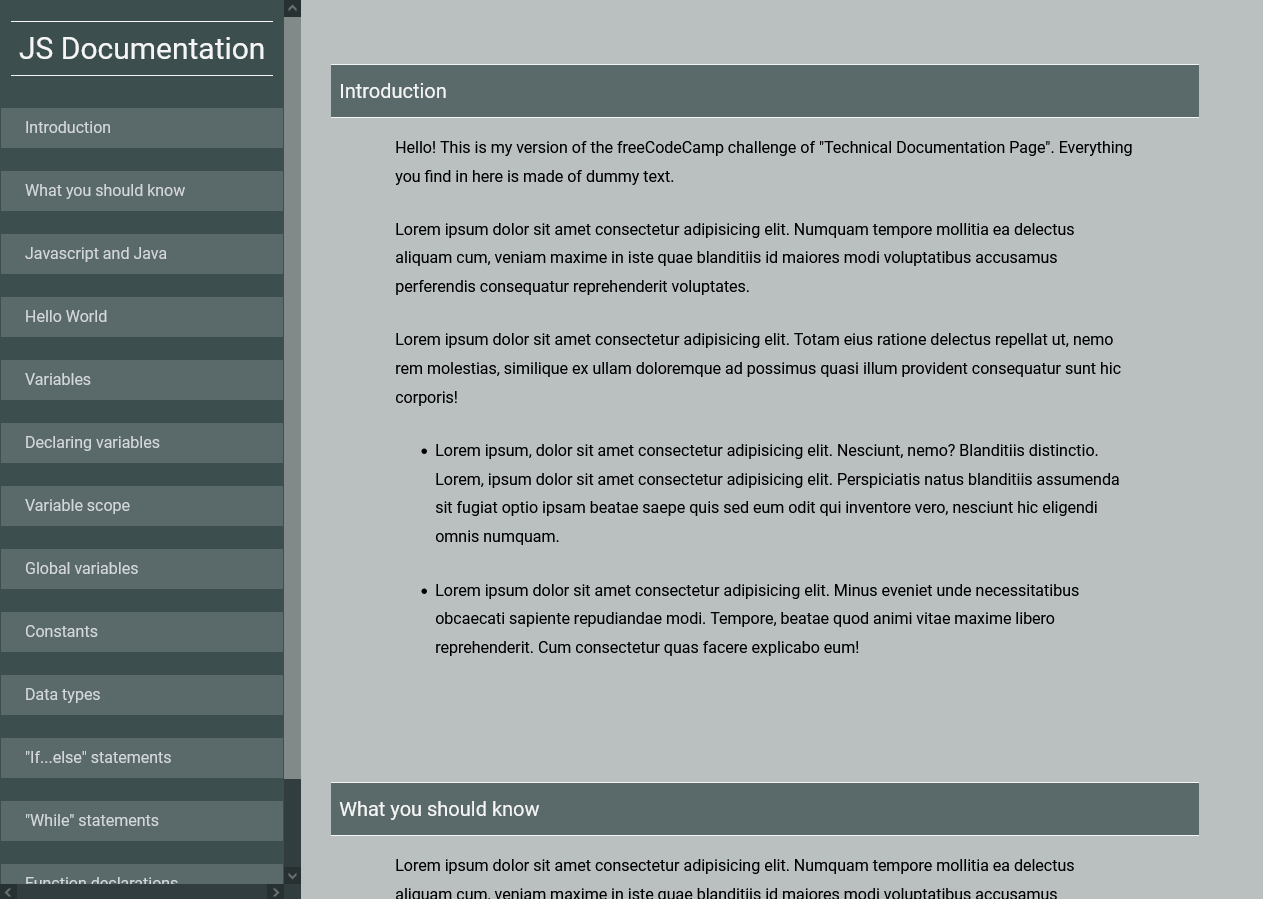 JS Documentation
Introduction
What you should know
Javascript and Java
Hello World
Variables
Declaring variables
Variable scope
Global variables
Constants
Data types
"If...else" statements
"While" statements
Function declarations
Introduction
Hello! This is my version of the freeCodeCamp challenge of "Technical Documentation Page". Everything
you find in here is made of dummy text.
Lorem ipsum dolor sit amet consectetur adipisicing elit. Numquam tempore mollitia ea delectus
aliquam cum, veniam maxime in iste quae blanditiis id maiores modi voluptatibus accusamus
perferendis consequatur reprehenderit voluptates.
Lorem ipsum dolor sit amet consectetur adipisicing elit. Totam eius ratione delectus repellat ut, nemo
rem molestias, similique ex ullam doloremque ad possimus quasi illum provident consequatur sunt hic
corporis!
• Lorem ipsum, dolor sit amet consectetur adipisicing elit. Nesciunt, nemo? Blanditiis distinctio.
Lorem, ipsum dolor sit amet consectetur adipisicing elit. Perspiciatis natus blanditiis assumenda
sit fugiat optio ipsam beatae saepe quis sed eum odit qui inventore vero, nesciunt hic eligendi
omnis numquam.
• Lorem ipsum dolor sit amet consectetur adipisicing elit. Minus eveniet unde necessitatibus
obcaecati sapiente repudiandae modi. Tempore, beatae quod animi vitae maxime libero
reprehenderit. Cum consectetur quas facere explicabo eum!
What you should know
Lorem ipsum dolor sit amet consectetur adipisicing elit. Numquam tempore mollitia ea delectus
aliquam cum, veniam maxime in iste quae blanditiis id maiores modi voluptatibus accusamus